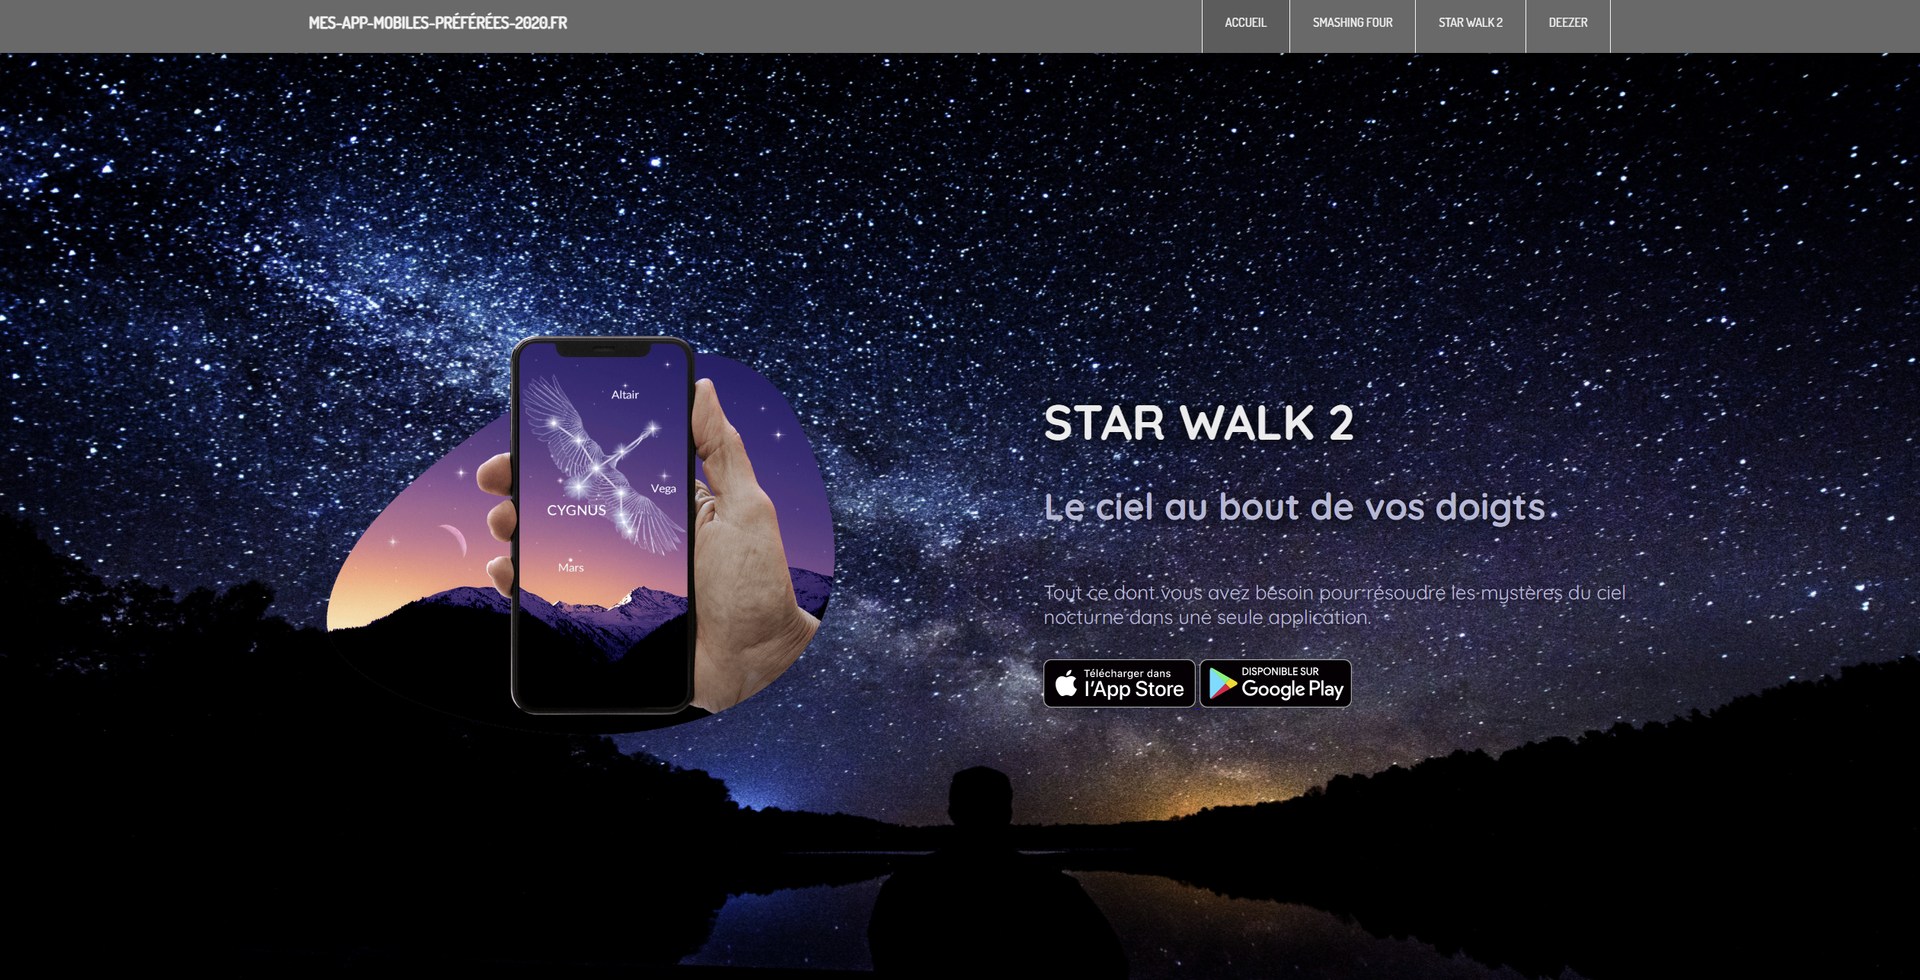 MES-APP-MOBILES-PRÉFÉRÉES-2020.FR
ACCUEIL
SMASHING FOUR
STAR WALK 2
DEEZER
Altair
Vega
CYGNUS
Mars
STAR WALK 2
Le ciel au bout de vos doigts
Tout ce dont vous avez besoin pour résoudre les mystères du ciel
nocturne dans une seule application.
Télécharger dans
l'App Store
DISPONIBLE SUR
Google Play